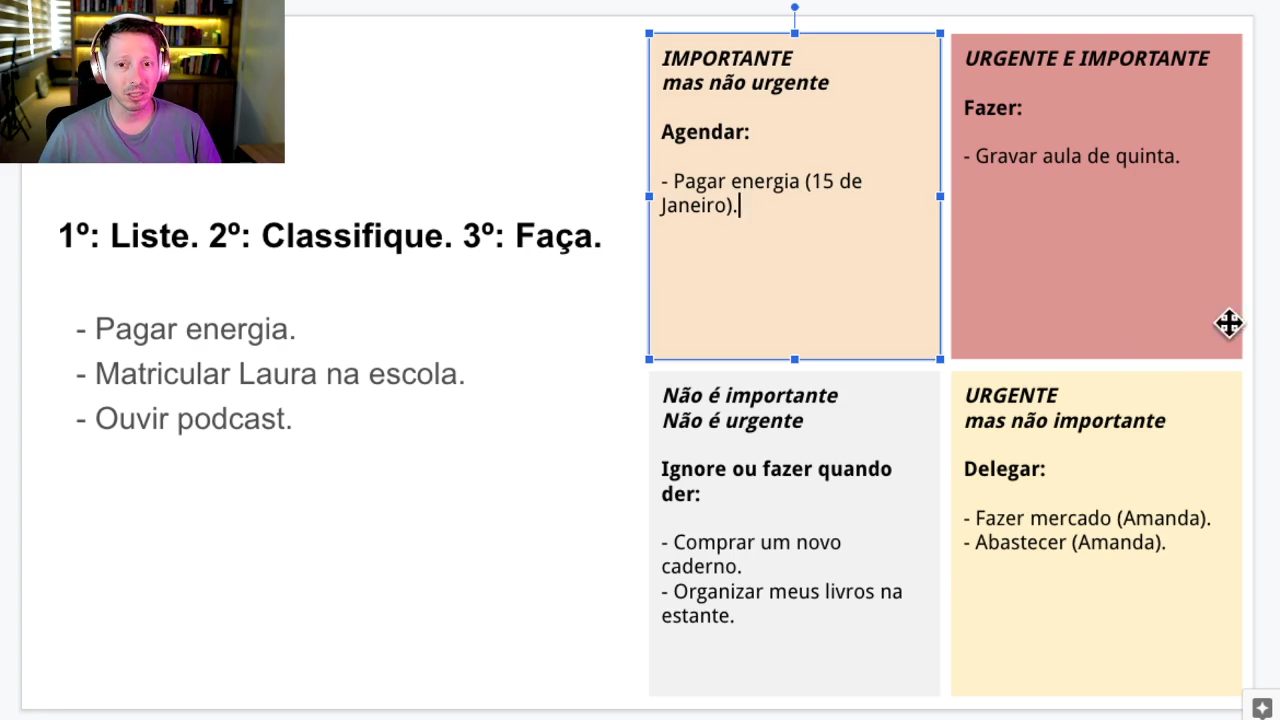 1º: Liste. 2º: Classifique. 3º: Faça.
- Pagar energia.
- Matricular Laura na escola.
- Ouvir podcast.
IMPORTANTE
mas não urgente
Agendar:
- Pagar energia (15 de
Janeiro).
URGENTE E IMPORTANTE
Fazer:
- Gravar aula de quinta.
Não é importante
Não é urgente
Ignore ou fazer quando
der:
- Comprar um novo
caderno.
- Organizar meus livros na
estante.
URGENTE
mas não importante
Delegar:
- Fazer mercado (Amanda).
- Abastecer (Amanda).